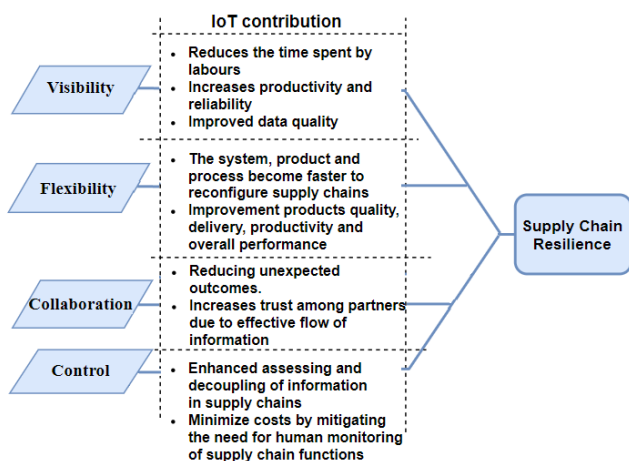 IoT contribution
Visibility
• Reduces the time spent by
labours
• Increases productivity and
reliability
• Improved data quality
Flexibility
• The system, product and
process become faster to
reconfigure supply chains
• Improvement products quality,
delivery, productivity and
overall performance
Collaboration
• Reducing unexpected
outcomes.
• Increases trust among partners
due to effective flow of
information
Control
• Enhanced assessing and
decoupling of information
in supply chains
• Minimize costs by mitigating
the need for human monitoring
of supply chain functions
Supply Chain
Resilience